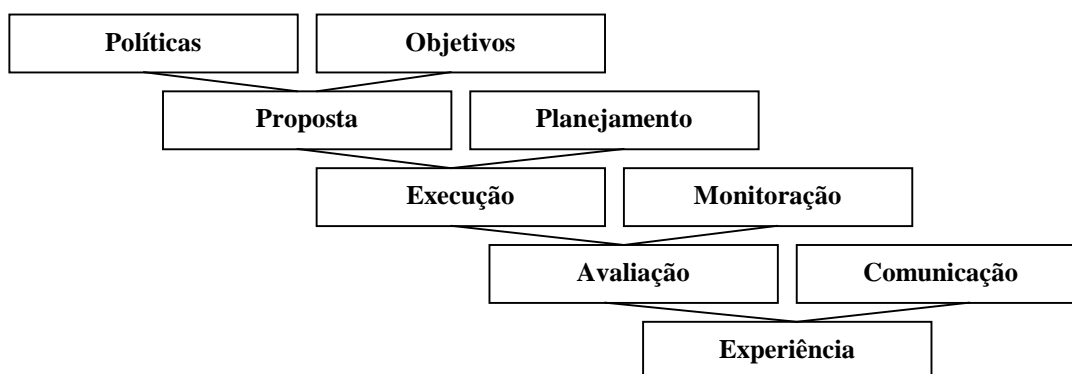 Políticas
Objetivos
Proposta
Planejamento
Execução
Monitoração
Avaliação
Comunicação
Experiência